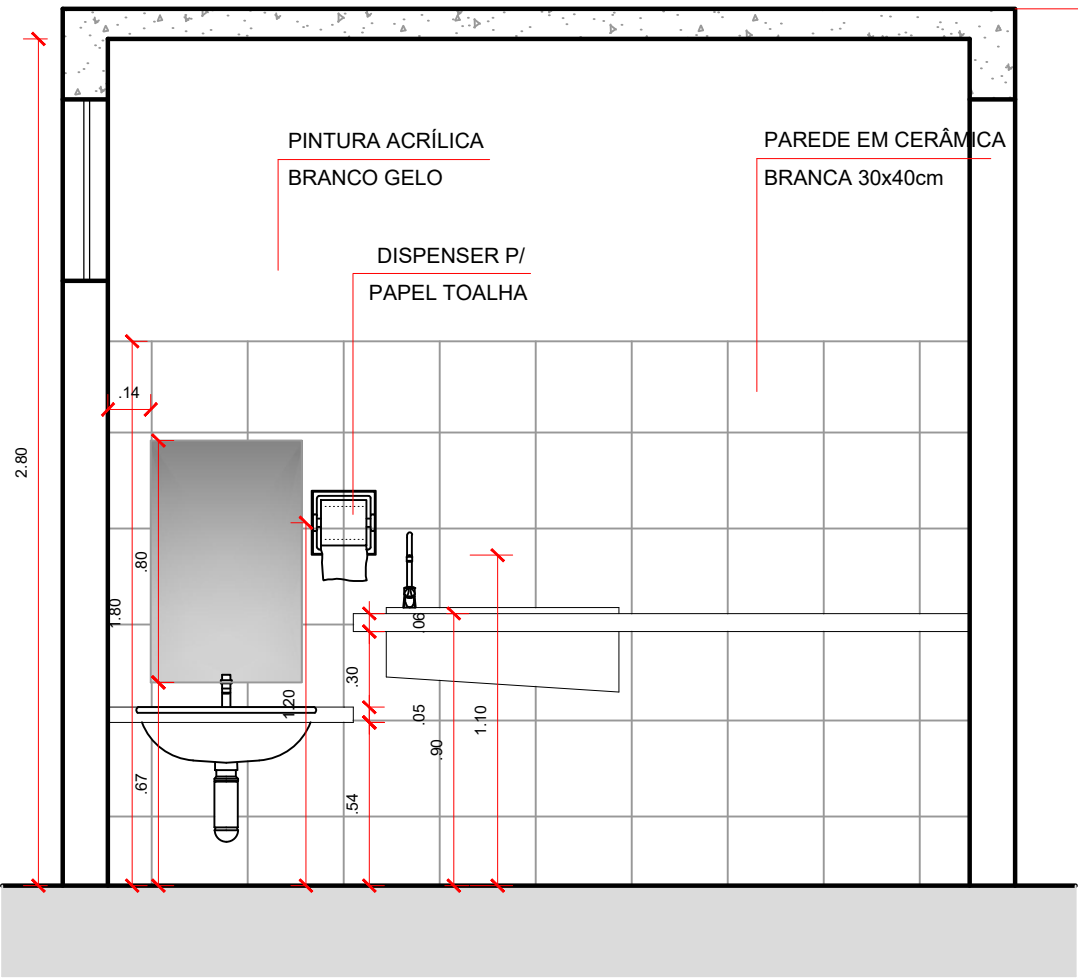 PINTURA ACRÍLICA
BRANCO GELO
PAREDE EM CERÂMICA
BRANCA 30x40cm
DISPENSER P/
PAPEL TOALHA
.14
2.80
.80
1.80
.06
.30
1.20
.05
1.10
.90
.67
.54